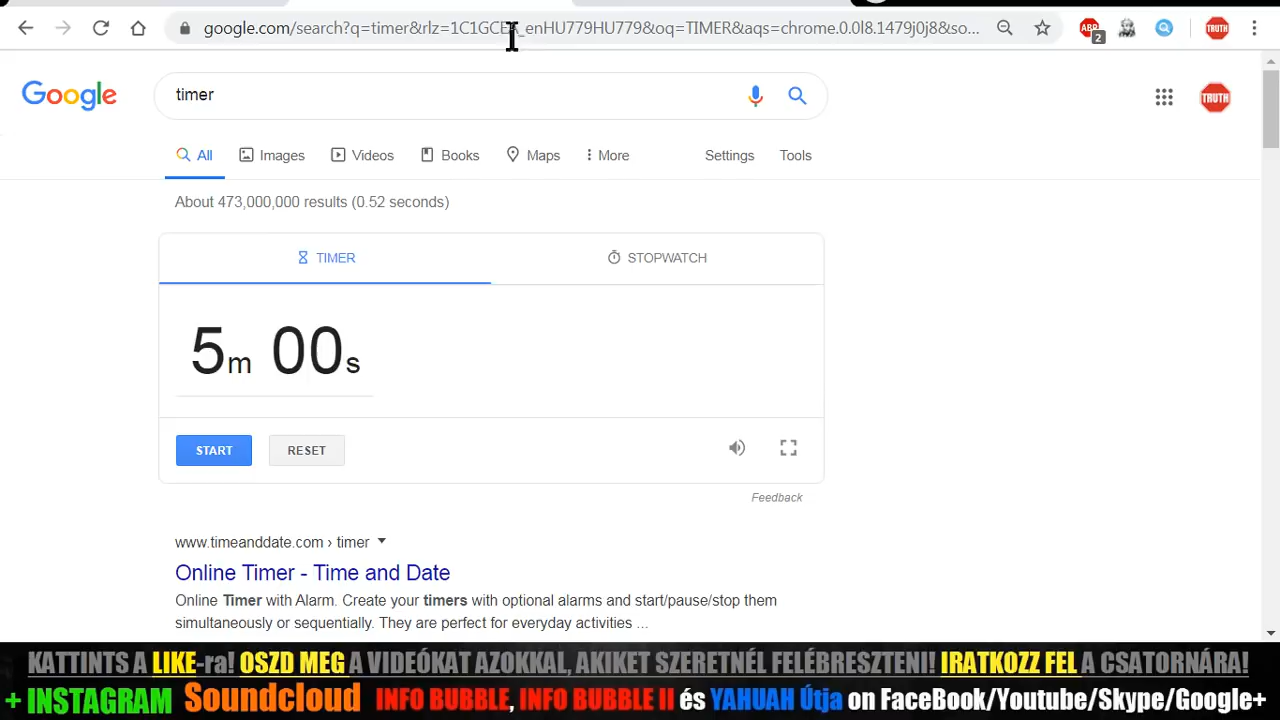 google.com/search?q=timer&rlz=1C1GCEA_enHU779HU779&oq=TIMER&aqs=chrome.0.0l8.1479j0j8&so...
ABP
2
TRUTH
Google
timer
TRUTH
All
Images
Videos
Books
Maps
More
Settings
Tools
About 473,000,000 results (0.52 seconds)
TIMER
STOPWATCH
5m 00s
START
RESET
Feedback
www.timeanddate.com › timer
Online Timer - Time and Date
Online Timer with Alarm. Create your timers with optional alarms and start/pause/stop them
simultaneously or sequentially. They are perfect for everyday activities ...
KATTINTS A LIKE-ra! OSZD MEG A VIDEÓKAT AZOKKAL, AKIKET SZERETNÉL FELÉBRESZTENI! IRATKOZZ FEL A CSATORNÁRA!
+ INSTAGRAM Soundcloud INFO BUBBLE, INFO BUBBLE II és YAHUAH Útja on FaceBook/Youtube/Skype/Google+